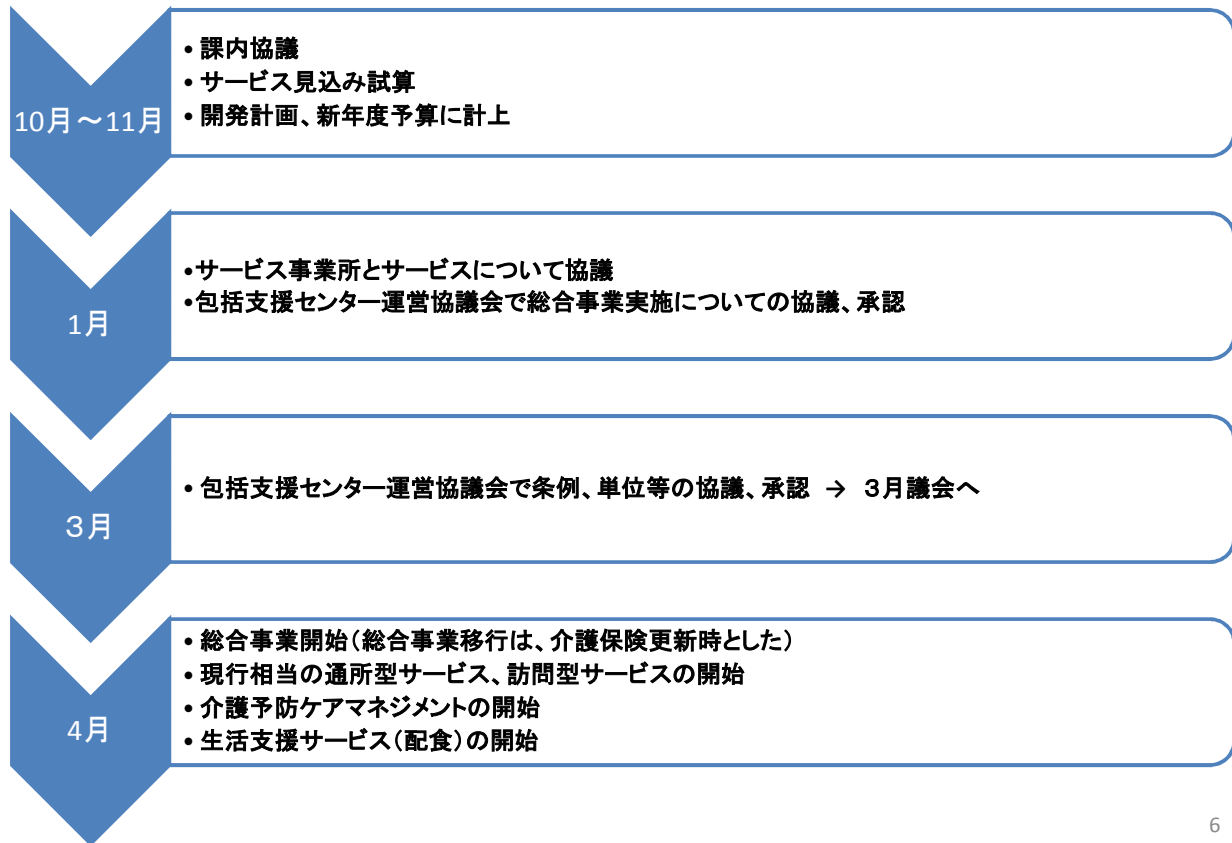 10月～11月
• 課内協議
• サービス見込み試算
• 開発計画、新年度予算に計上
1月
•サービス事業所とサービスについて協議
•包括支援センター運営協議会で総合事業実施についての協議、承認
３月
• 包括支援センター運営協議会で条例、単位等の協議、承認 → ３月議会へ
4月
• 総合事業開始（総合事業移行は、介護保険更新時とした）
• 現行相当の通所型サービス、訪問型サービスの開始
• 介護予防ケアマネジメントの開始
• 生活支援サービス（配食）の開始
6